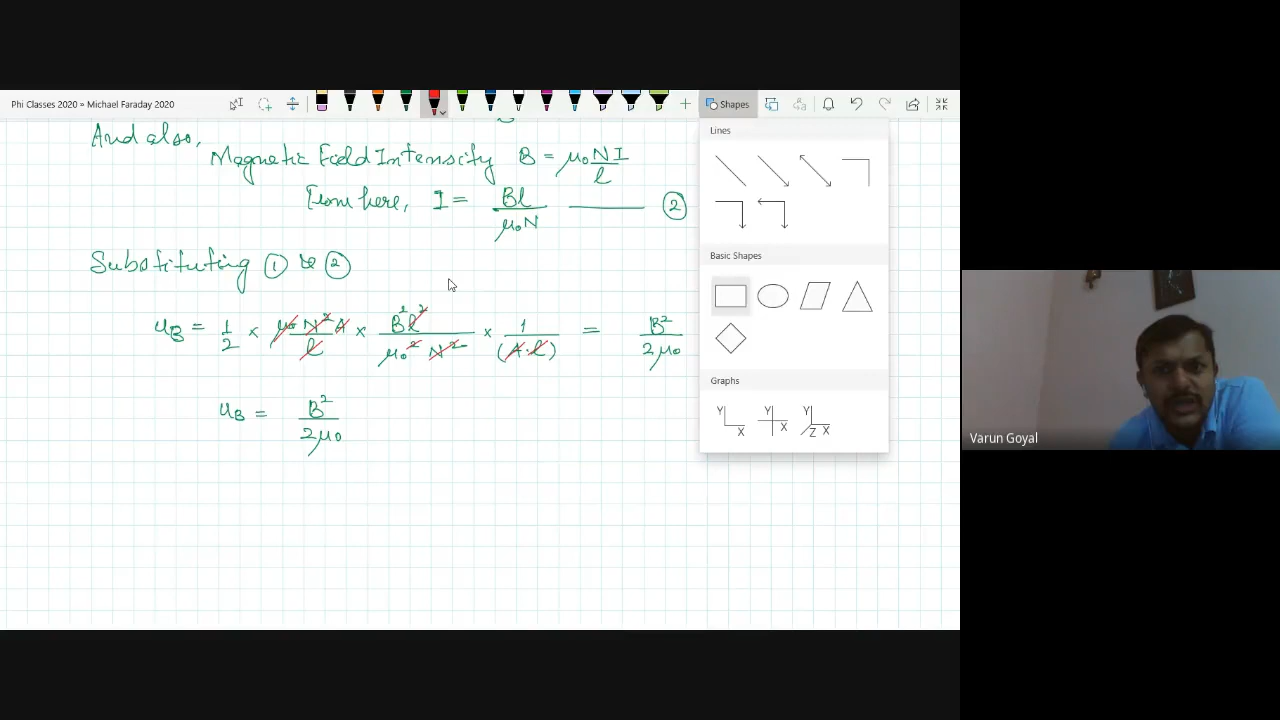 Phi Classes 2020 » Michael Faraday 2020
Shapes
And also,
Magnetic Field Intenscity B = μ₀NI/l
From here, I = Bl/μ₀N ——— ②
Substituting ① & ②
u_B = 1/2 × μ₀N²A/l × B²l²/μ₀²N² × 1/(A·l) = B²/2μ₀
u_B = B²/2μ₀
Lines
Basic Shapes
Graphs
Y X Y X Y Z X
Varun Goyal